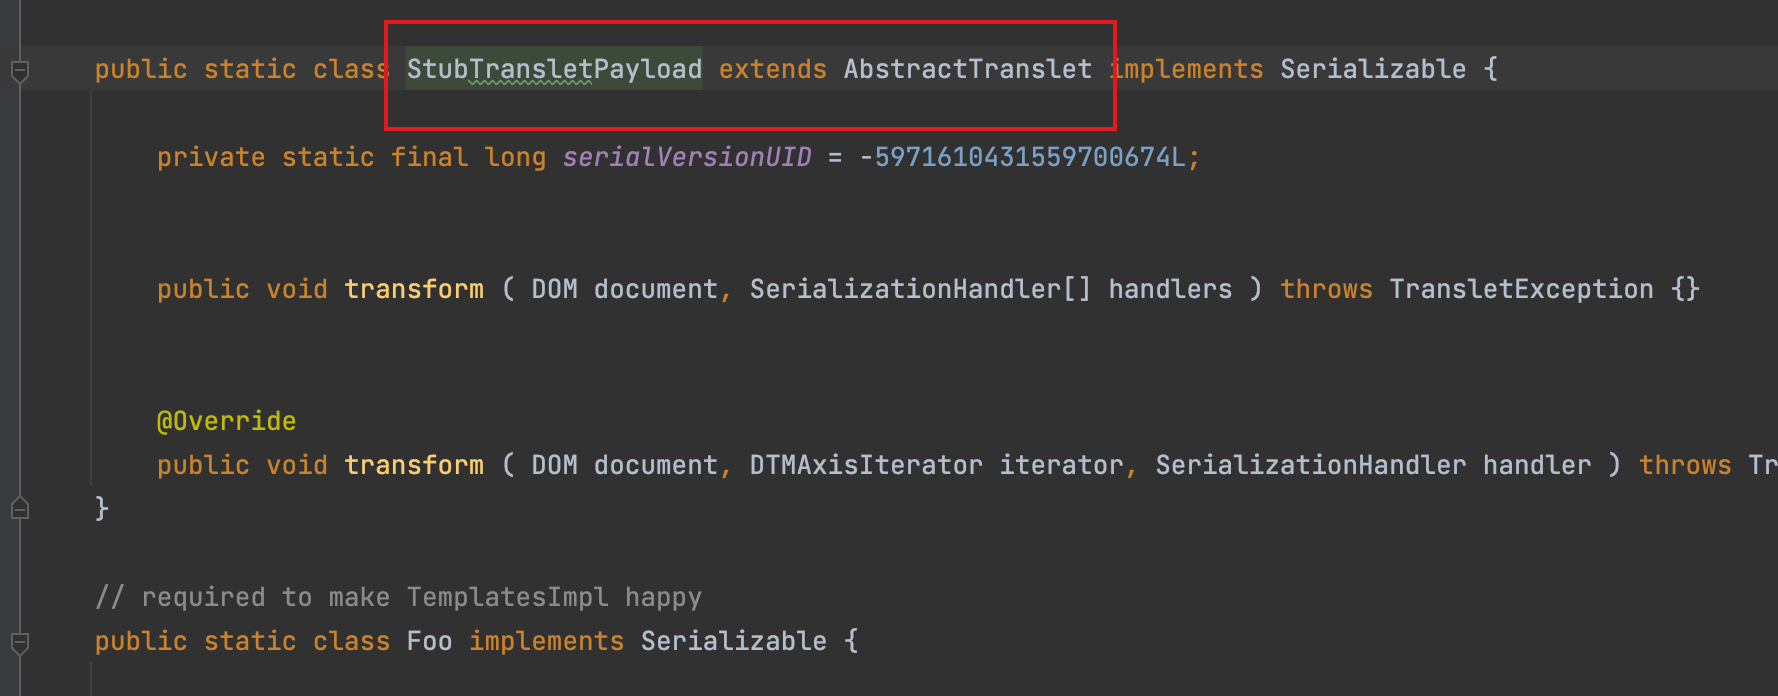 public static class StubTransletPayload extends AbstractTranslet implements Serializable {
private static final long serialVersionUID = -5971610431559700674L;
public void transform ( DOM document, SerializationHandler[] handlers ) throws TransletException {}
@Override
public void transform ( DOM document, DTMAxisIterator iterator, SerializationHandler handler ) throws Tr
}
// required to make TemplatesImpl happy
public static class Foo implements Serializable {